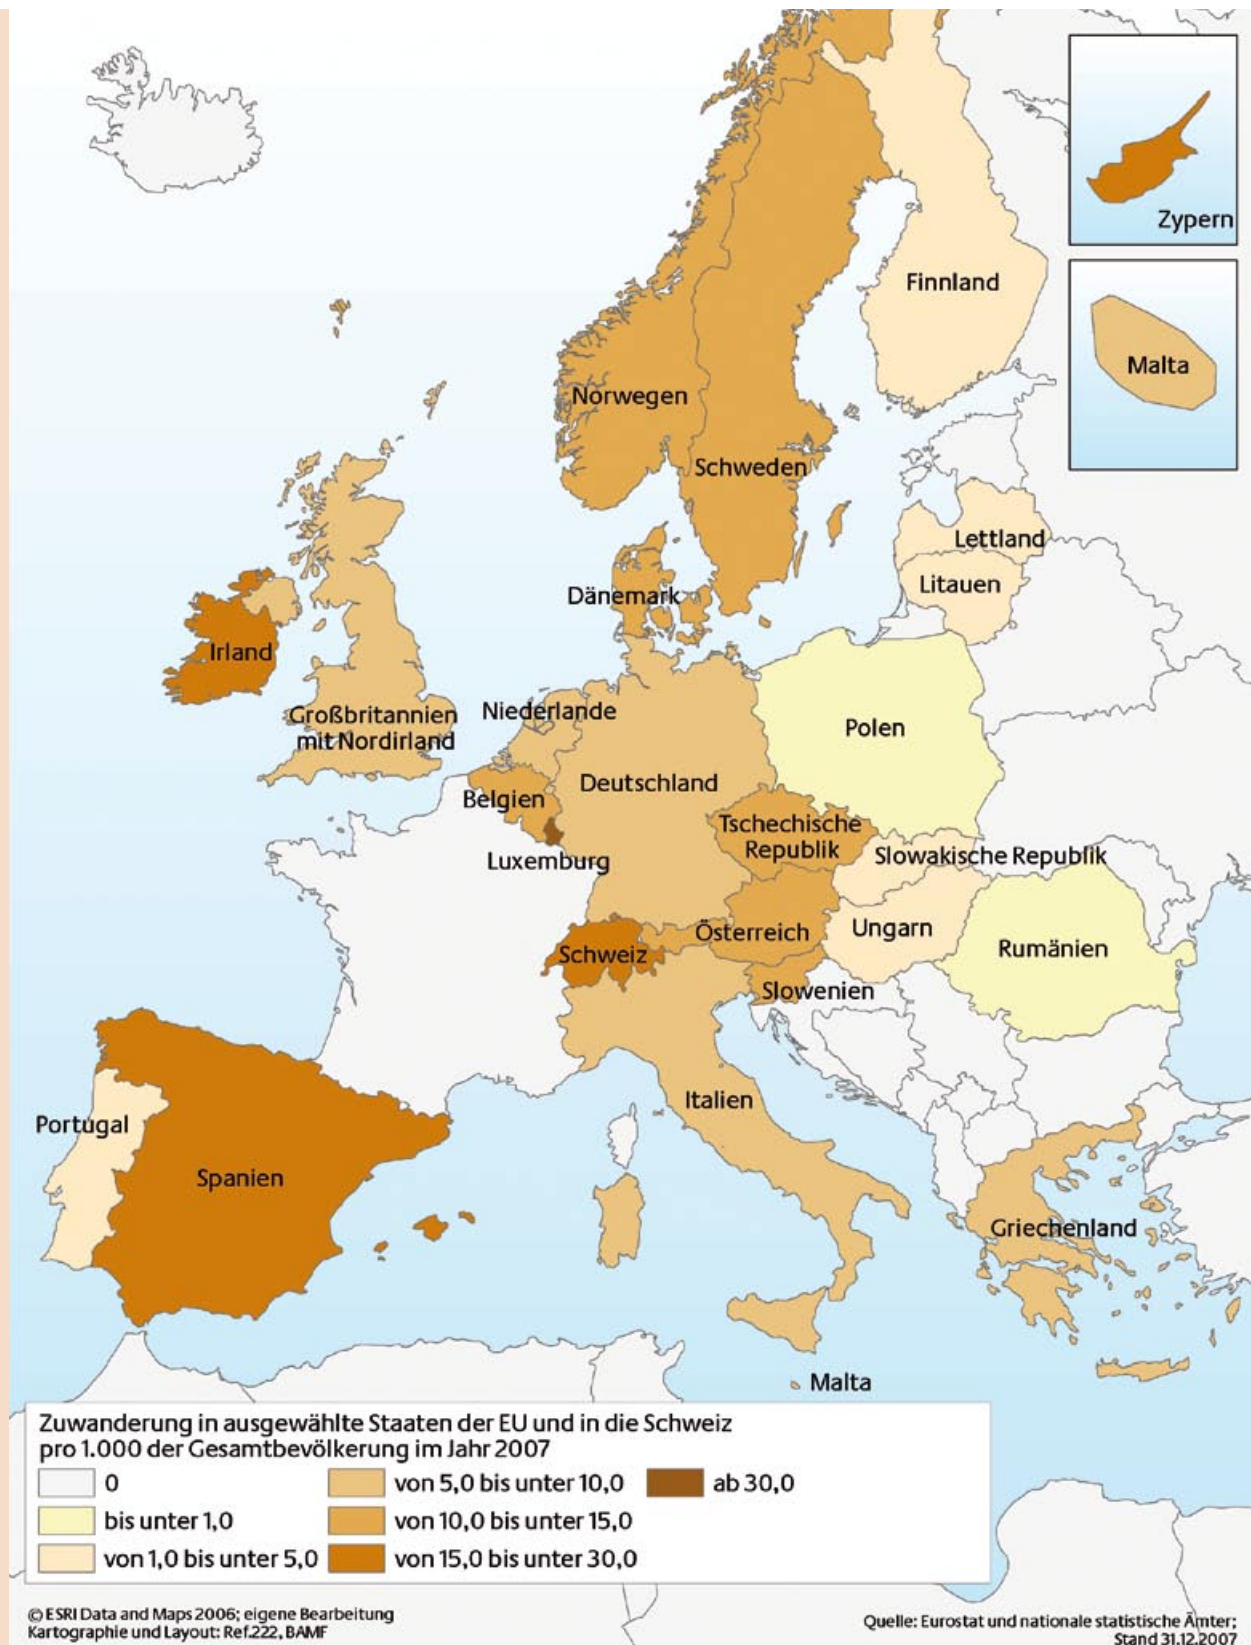 Zypern
Finnland
Malta
Norwegen
Schweden
Lettland
Litauen
Dänemark
Irland
Großbritannien
mit Nordirland
Niederlande
Polen
Deutschland
Belgien
Tschechische
Republik
Luxemburg
Slowakische Republik
Österreich
Ungarn
Rumänien
Schweiz
Slowenien
Italien
Portugal
Spanien
Griechenland
Malta
Zuwanderung in ausgewählte Staaten der EU und in die Schweiz
pro 1.000 der Gesamtbevölkerung im Jahr 2007
0
von 5,0 bis unter 10,0
ab 30,0
bis unter 1,0
von 10,0 bis unter 15,0
von 1,0 bis unter 5,0
von 15,0 bis unter 30,0
© ESRI Data and Maps 2006; eigene Bearbeitung
Kartographie und Layout: Ref.222, BAMF
Quelle: Eurostat und nationale statistische Ämter;
Stand 31.12.2007